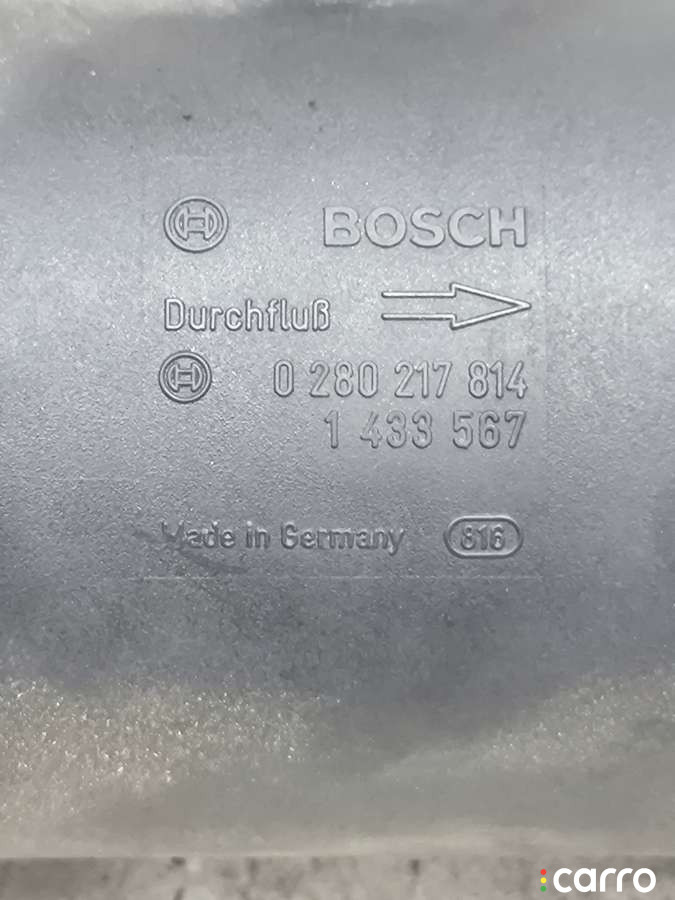 BOSCH
Durchfluß
0 280 217 814
1 433 567
Made in Germany 816
carro